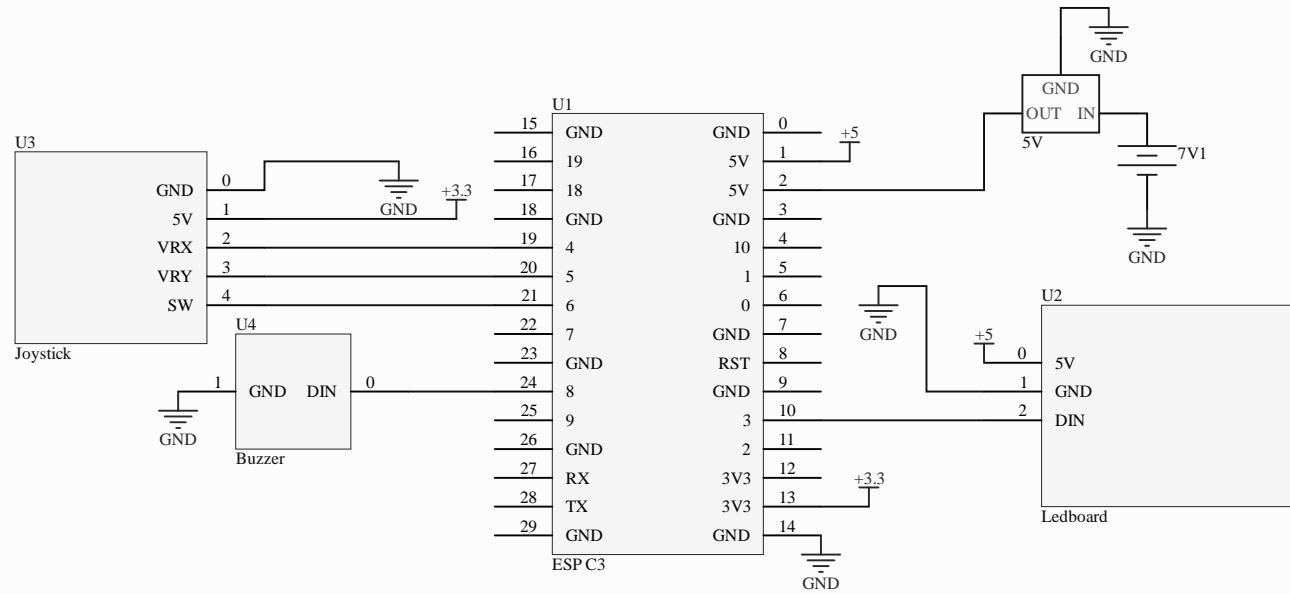 GND
GND
OUT IN
5V
7V1
GND
U3
GND 0
5V 1
VRX 2
VRY 3
SW 4
Joystick
GND
+3.3
U4
1 GND DIN 0
Buzzer
GND
U1
15 GND GND 0
16 19 5V 1
17 18 5V 2
18 GND GND 3
19 4 10 4
20 5 1 5
21 6 0 6
22 7 GND 7
23 GND RST 8
24 8 GND 9
25 9 3 10
26 GND 2 11
27 RX 3V3 12
28 TX 3V3 13
29 GND GND 14
ESP C3
+5
+3.3
GND
GND
U2
+5
0 5V
1 GND
2 DIN
Ledboard